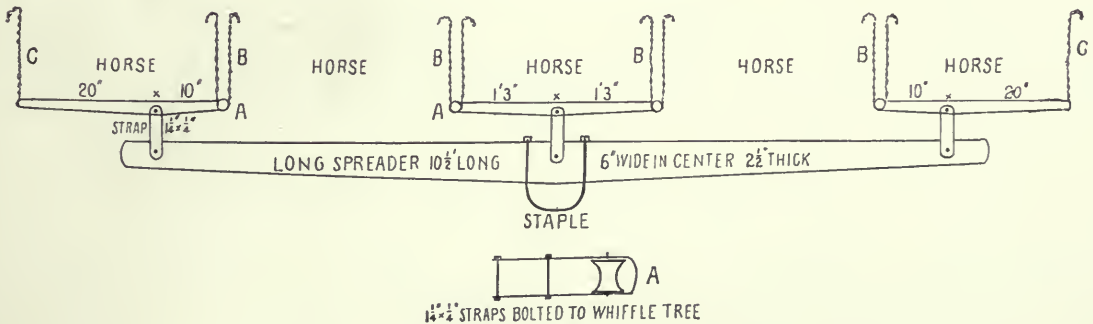 C B B B B C
HORSE HORSE HORSE HORSE HORSE
20" x 10" 1'3" x 1'3" 10" x 20"
A A
STRAP 1¼" x ¼"
LONG SPREADER 10½' LONG 6" WIDE IN CENTER 2½" THICK
STAPLE
A
1¼" x ¼" STRAPS BOLTED TO WHIFFLE TREE